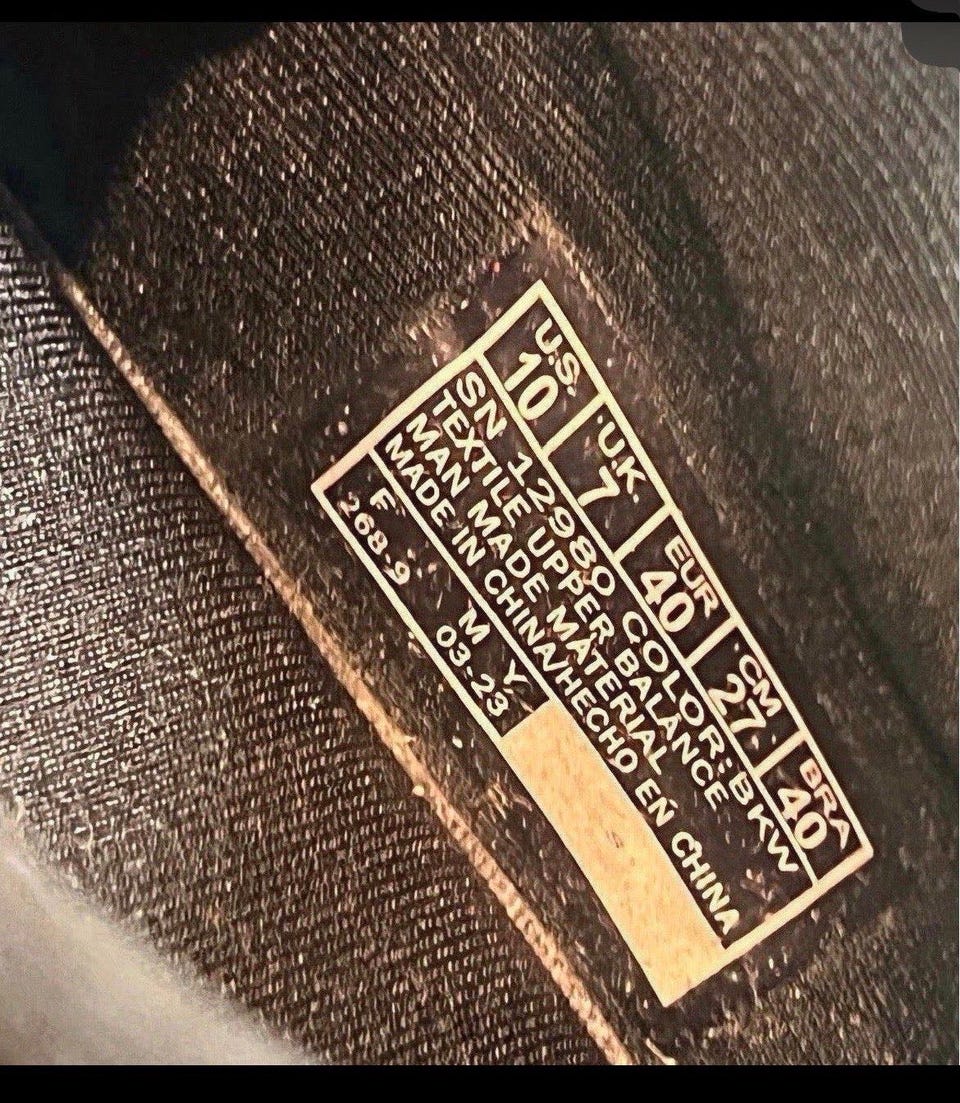 U.S. U.K. EUR CM BRA
10 7 40 27 40
SN 12980 COLOR: BKW
TEXTILE UPPER BALANCE
MAN MADE MATERIAL
MADE IN CHINA/HECHO EN CHINA
F M Y
268-9 03-23